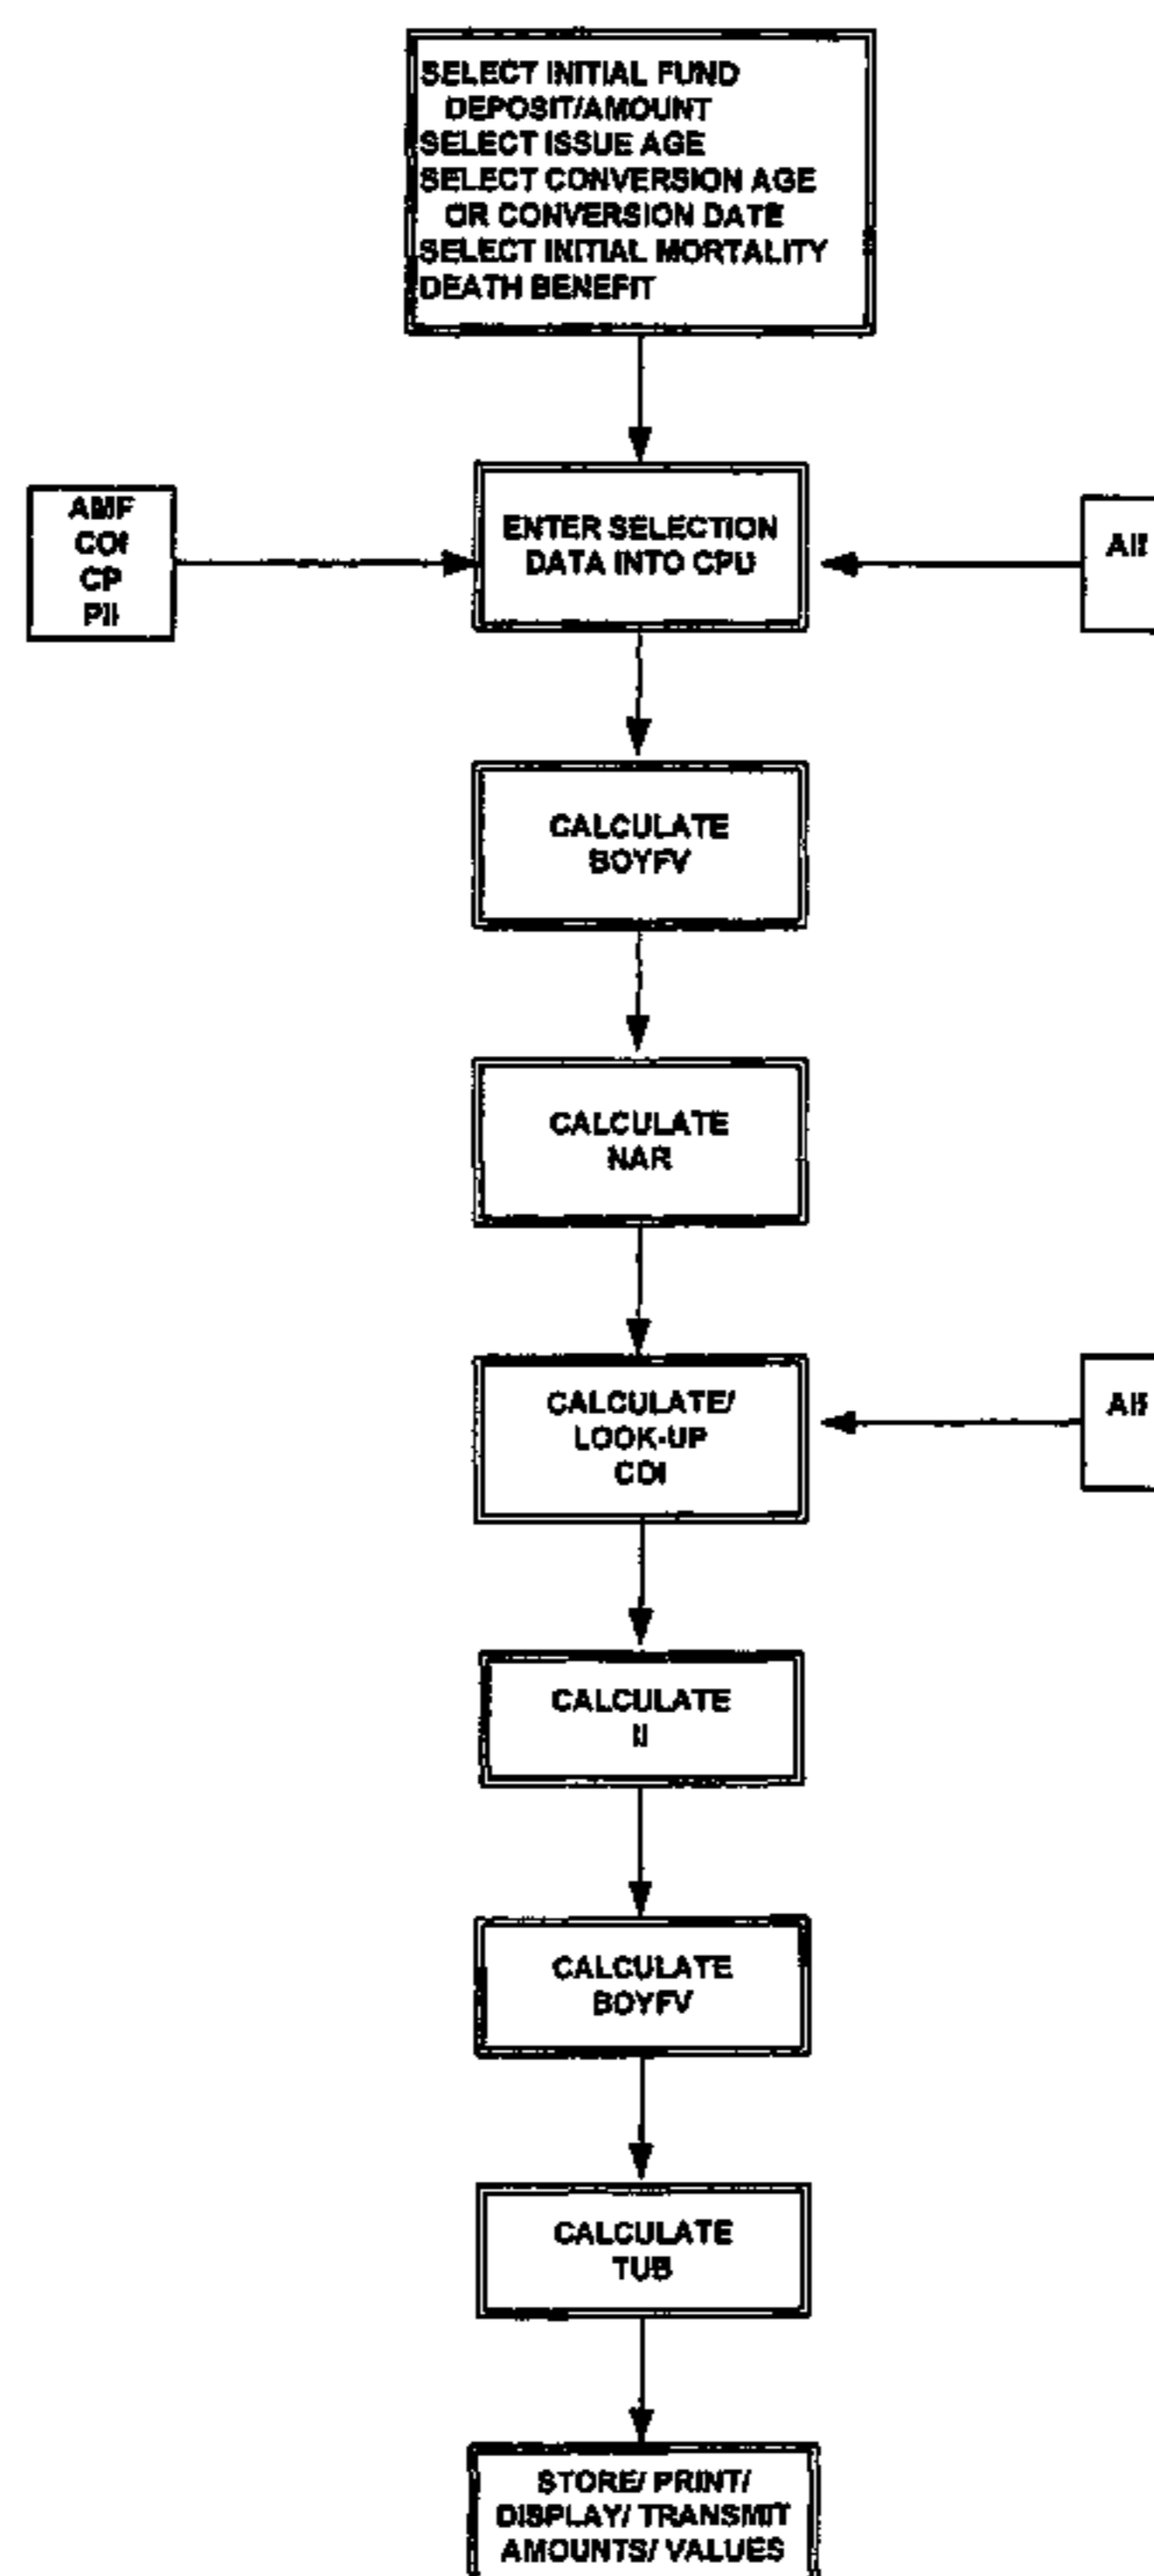 SELECT INITIAL FUND
DEPOSIT/AMOUNT
SELECT ISSUE AGE
SELECT CONVERSION AGE
OR CONVERSION DATE
SELECT INITIAL MORTALITY
DEATH BENEFIT
AMF
COI
CP
ENTER SELECTION
DATA INTO CPU
CALCULATE
BOYFV
CALCULATE
NAR
CALCULATE/
LOOK-UP
COI
CALCULATE
II
CALCULATE
BOYFV
CALCULATE
TUB
STORE/ PRINT/
DISPLAY/ TRANSMIT
AMOUNTS/ VALUES